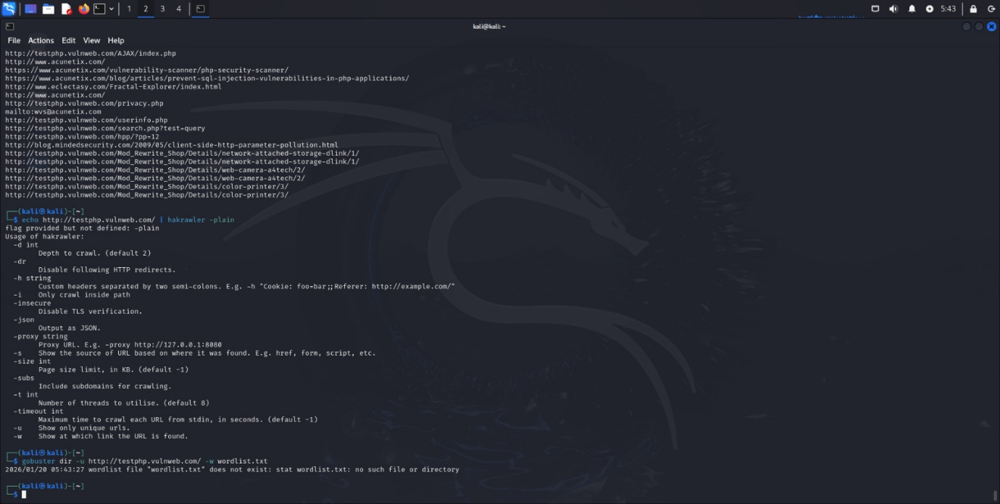 1 2 3 4
5:43
kali@kali: ~
File Actions Edit View Help
http://testphp.vulnweb.com/AJAX/index.php
http://www.acunetix.com/
https://www.acunetix.com/vulnerability-scanner/php-security-scanner/
https://www.acunetix.com/blog/articles/prevent-sql-injection-vulnerabilities-in-php-applications/
http://www.eclectasy.com/Fractal-Explorer/index.html
http://www.acunetix.com/
http://testphp.vulnweb.com/privacy.php
mailto:wvs@acunetix.com
http://testphp.vulnweb.com/userinfo.php
http://testphp.vulnweb.com/search.php?test=query
http://testphp.vulnweb.com/hpp/?pp=12
http://blog.mindedsecurity.com/2009/05/client-side-http-parameter-pollution.html
http://testphp.vulnweb.com/Mod_Rewrite_Shop/Details/network-attached-storage-dlink/1/
http://testphp.vulnweb.com/Mod_Rewrite_Shop/Details/network-attached-storage-dlink/1/
http://testphp.vulnweb.com/Mod_Rewrite_Shop/Details/web-camera-a4tech/2/
http://testphp.vulnweb.com/Mod_Rewrite_Shop/Details/web-camera-a4tech/2/
http://testphp.vulnweb.com/Mod_Rewrite_Shop/Details/color-printer/3/
http://testphp.vulnweb.com/Mod_Rewrite_Shop/Details/color-printer/3/
┌──(kali㉿kali)-[~]
└─$ echo http://testphp.vulnweb.com/ | hakrawler -plain
flag provided but not defined: -plain
Usage of hakrawler:
-d int
Depth to crawl. (default 2)
-dr
Disable following HTTP redirects.
-h string
Custom headers separated by two semi-colons. E.g. -h "Cookie: foo=bar;;Referer: http://example.com/"
-i Only crawl inside path
-insecure
Disable TLS verification.
-json
Output as JSON.
-proxy string
Proxy URL. E.g. -proxy http://127.0.0.1:8080
-s Show the source of URL based on where it was found. E.g. href, form, script, etc.
-size int
Page size limit, in KB. (default -1)
-subs
Include subdomains for crawling.
-t int
Number of threads to utilise. (default 8)
-timeout int
Maximum time to crawl each URL from stdin, in seconds. (default -1)
-u Show only unique urls.
-w Show at which link the URL is found.
┌──(kali㉿kali)-[~]
└─$ gobuster dir -u http://testphp.vulnweb.com/ -w wordlist.txt
2026/01/20 05:43:27 wordlist file "wordlist.txt" does not exist: stat wordlist.txt: no such file or directory
┌──(kali㉿kali)-[~]
└─$